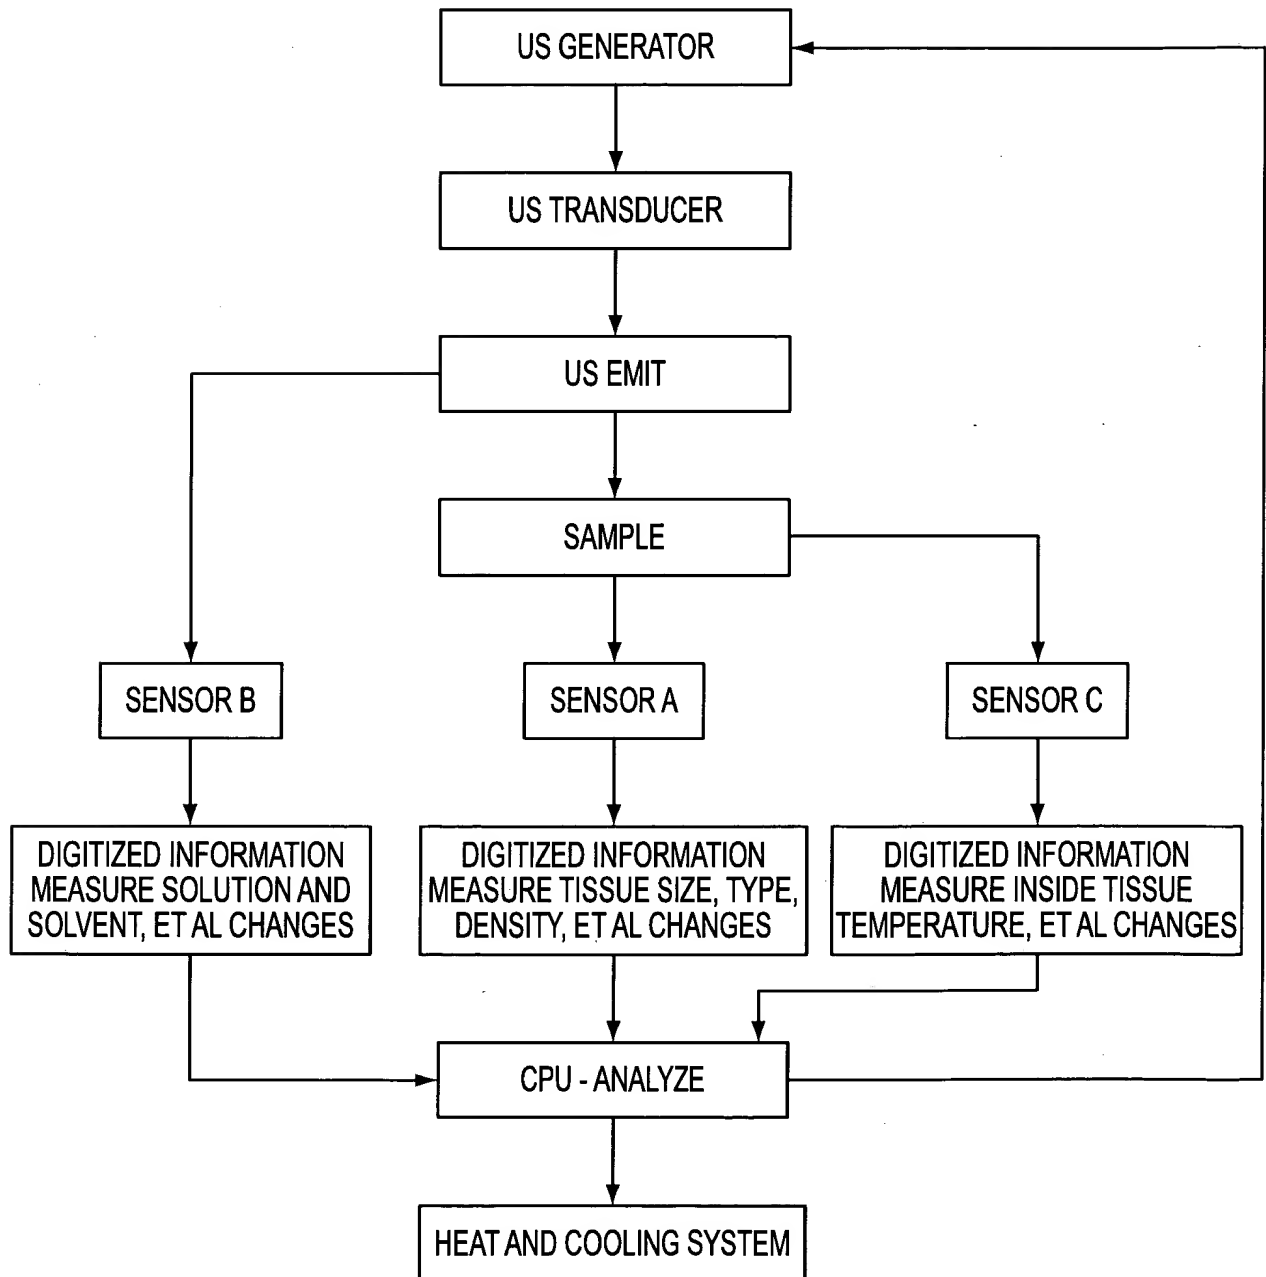 US GENERATOR
US TRANSDUCER
US EMIT
SAMPLE
SENSOR B
SENSOR A
SENSOR C
DIGITIZED INFORMATION
MEASURE SOLUTION AND
SOLVENT, ET AL CHANGES
DIGITIZED INFORMATION
MEASURE TISSUE SIZE, TYPE,
DENSITY, ET AL CHANGES
DIGITIZED INFORMATION
MEASURE INSIDE TISSUE
TEMPERATURE, ET AL CHANGES
CPU - ANALYZE
HEAT AND COOLING SYSTEM